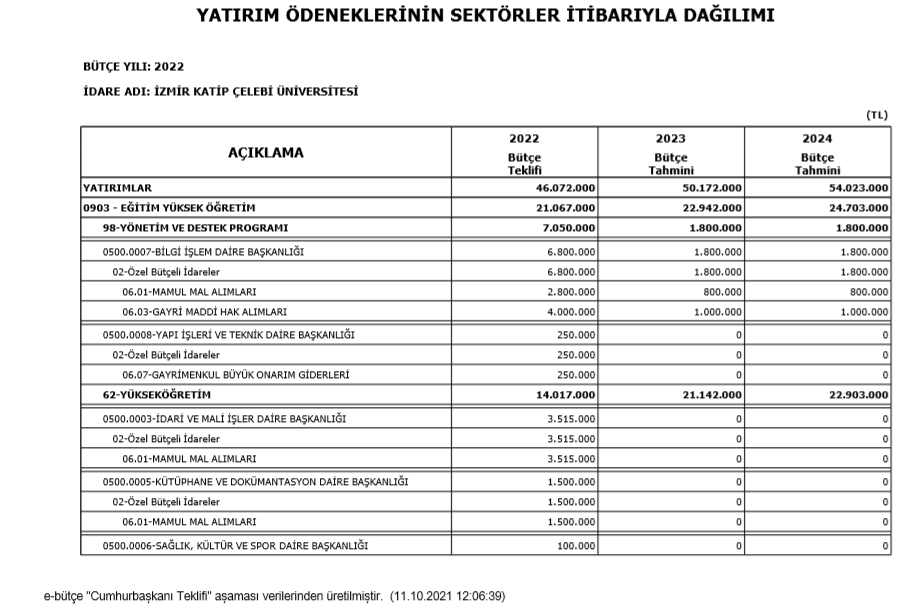 YATIRIM ÖDENEKLERİNİN SEKTÖRLER İTİBARIYLA DAĞILIMI
BÜTÇE YILI: 2022
İDARE ADI: İZMİR KATİP ÇELEBİ ÜNİVERSİTESİ
(TL)
AÇIKLAMA 2022 Bütçe Teklifi 2023 Bütçe Tahmini 2024 Bütçe Tahmini
YATIRIMLAR 46.072.000 50.172.000 54.023.000
0903 - EĞİTİM YÜKSEK ÖĞRETİM 21.067.000 22.942.000 24.703.000
98-YÖNETİM VE DESTEK PROGRAMI 7.050.000 1.800.000 1.800.000
0500.0007-BİLGİ İŞLEM DAİRE BAŞKANLIĞI 6.800.000 1.800.000 1.800.000
02-Özel Bütçeli İdareler 6.800.000 1.800.000 1.800.000
06.01-MAMUL MAL ALIMLARI 2.800.000 800.000 800.000
06.03-GAYRİ MADDİ HAK ALIMLARI 4.000.000 1.000.000 1.000.000
0500.0008-YAPI İŞLERİ VE TEKNİK DAİRE BAŞKANLIĞI 250.000 0 0
02-Özel Bütçeli İdareler 250.000 0 0
06.07-GAYRİMENKUL BÜYÜK ONARIM GİDERLERİ 250.000 0 0
62-YÜKSEKÖĞRETİM 14.017.000 21.142.000 22.903.000
0500.0003-İDARİ VE MALİ İŞLER DAİRE BAŞKANLIĞI 3.515.000 0 0
02-Özel Bütçeli İdareler 3.515.000 0 0
06.01-MAMUL MAL ALIMLARI 3.515.000 0 0
0500.0005-KÜTÜPHANE VE DOKÜMANTASYON DAİRE BAŞKANLIĞI 1.500.000 0 0
02-Özel Bütçeli İdareler 1.500.000 0 0
06.01-MAMUL MAL ALIMLARI 1.500.000 0 0
0500.0006-SAĞLIK, KÜLTÜR VE SPOR DAİRE BAŞKANLIĞI 100.000 0 0
e-bütçe "Cumhurbaşkanı Teklifi" aşaması verilerinden üretilmiştir. (11.10.2021 12:06:39)